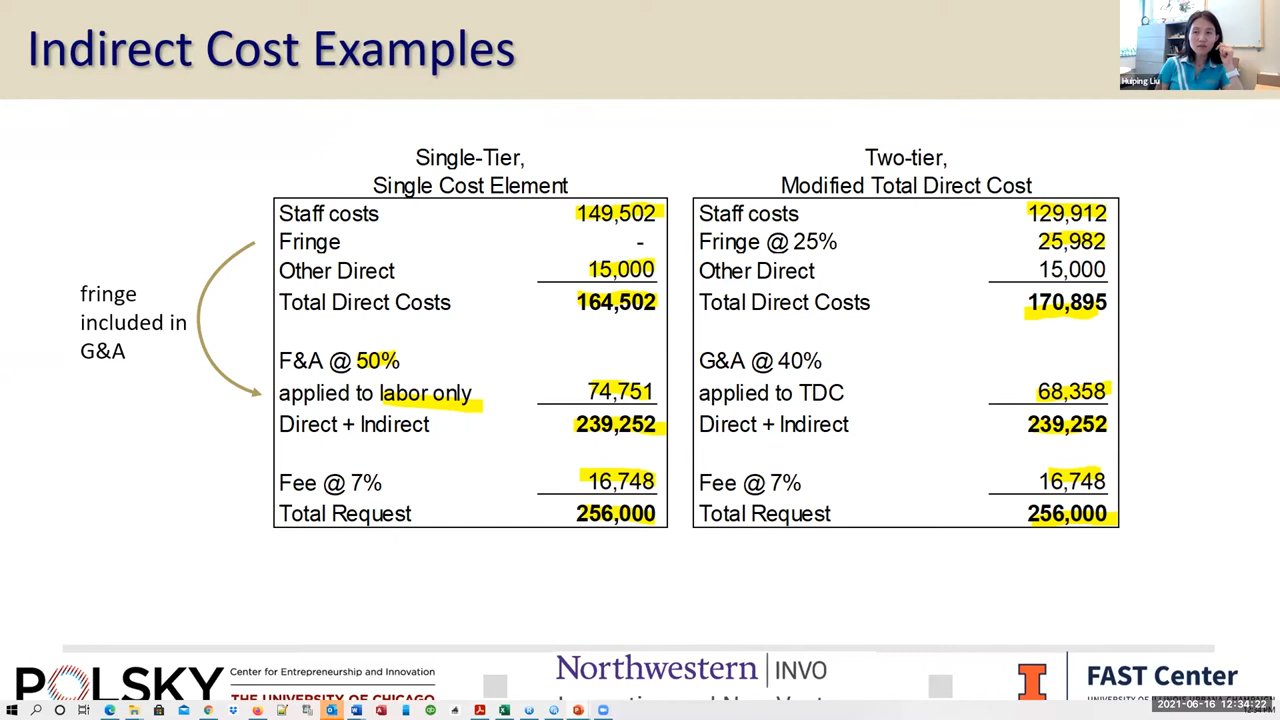 Indirect Cost Examples
Huiping Liu
Single-Tier,
Single Cost Element
Staff costs 149,502
Fringe -
Other Direct 15,000
Total Direct Costs 164,502
F&A @ 50%
applied to labor only 74,751
Direct + Indirect 239,252
Fee @ 7% 16,748
Total Request 256,000
fringe
included in
G&A
Two-tier,
Modified Total Direct Cost
Staff costs 129,912
Fringe @ 25% 25,982
Other Direct 15,000
Total Direct Costs 170,895
G&A @ 40%
applied to TDC 68,358
Direct + Indirect 239,252
Fee @ 7% 16,748
Total Request 256,000
POLSKY
Center for Entrepreneurship and Innovation
THE UNIVERSITY OF CHICAGO
Northwestern | INVO
FAST Center
2021-06-16 12:34:22